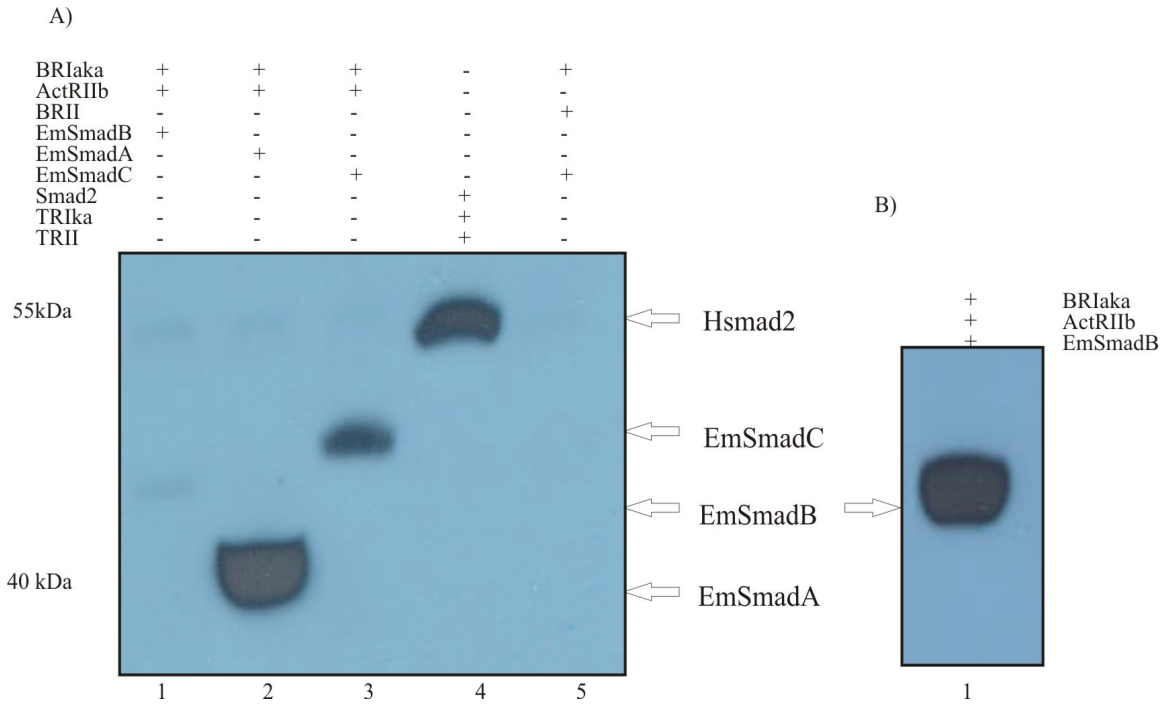 A)
BRIaka + + + - +
ActRIIb + + + - -
BRII - - - - +
EmSmadB + - - - -
EmSmadA - + - - -
EmSmadC - - + - +
Smad2 - - - + -
TRIka - - - + -
TRII - - - + -
55kDa
40 kDa
Hsmad2
EmSmadC
EmSmadB
EmSmadA
1 2 3 4 5
B)
+ BRIaka
+ ActRIIb
+ EmSmadB
1